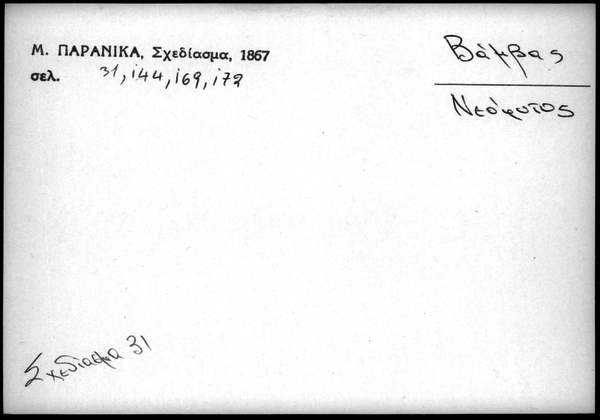 Μ. ΠΑΡΑΝΙΚΑ, Σχεδίασμα, 1867
σελ. 31, 144, 169, 172
Βάμβας
Νεόφυτος
Σχεδίασμα 31